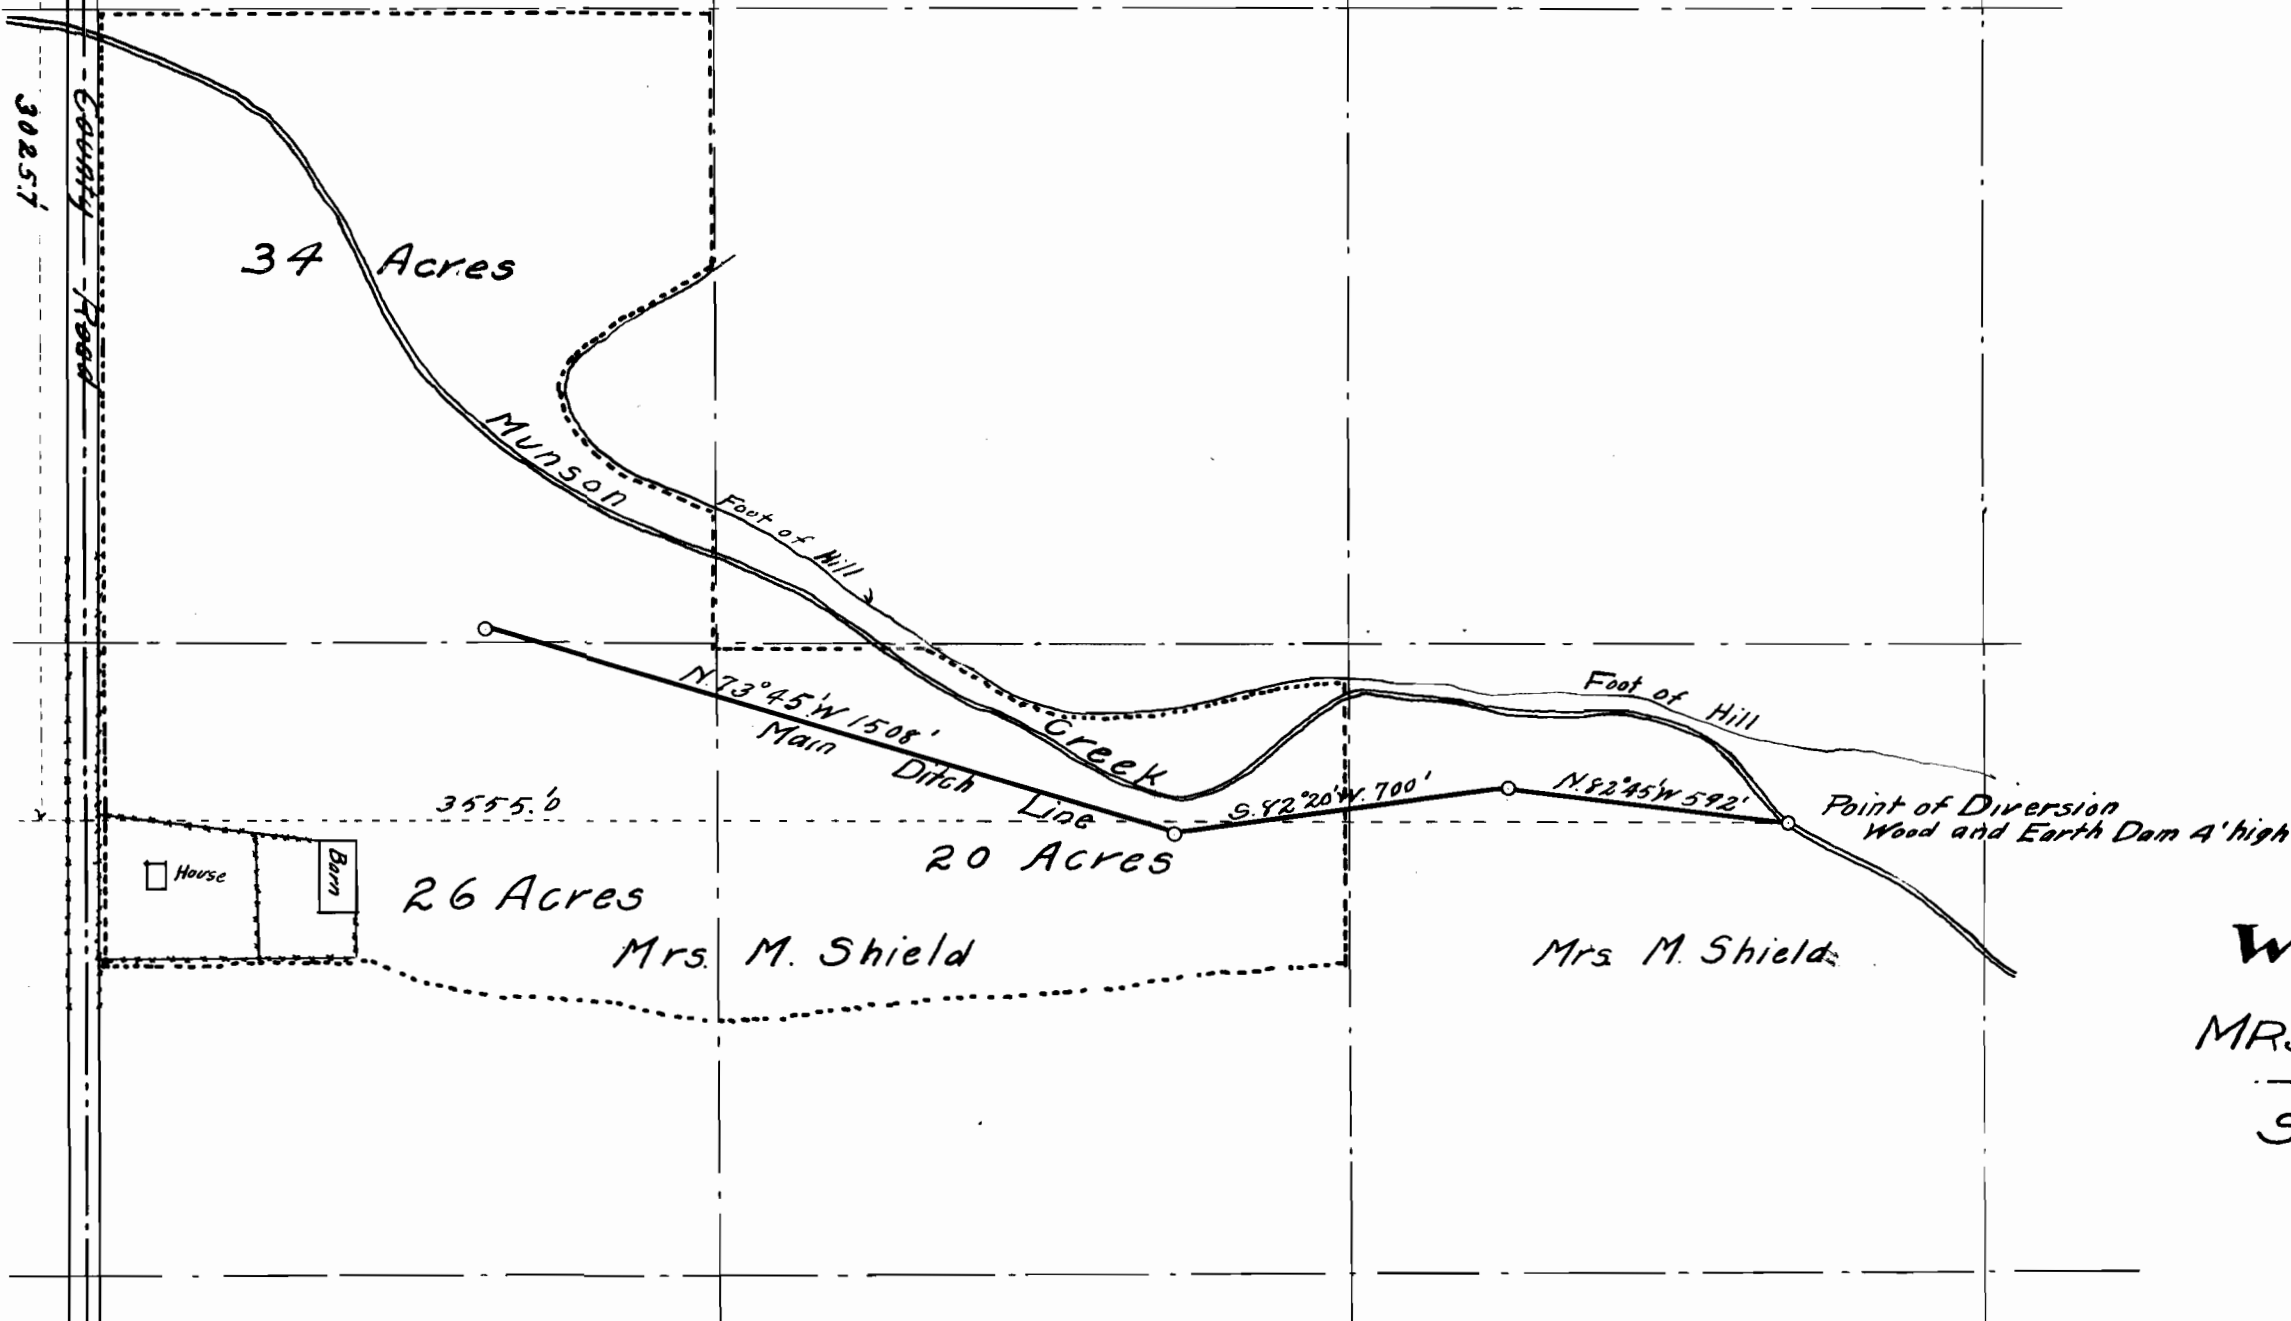 County Road
3025.7'
34 Acres
Munson
Foot of Hill
N.73°45'W 1508'
Main Ditch Line
Creek
Foot of Hill
S.82°20'W. 700'
N.82°45'W 592'
Point of Diversion
Wood and Earth Dam 4' high
3555.'0
House
Barn
26 Acres
20 Acres
Mrs. M. Shield
Mrs M. Shield
W
MRS
S